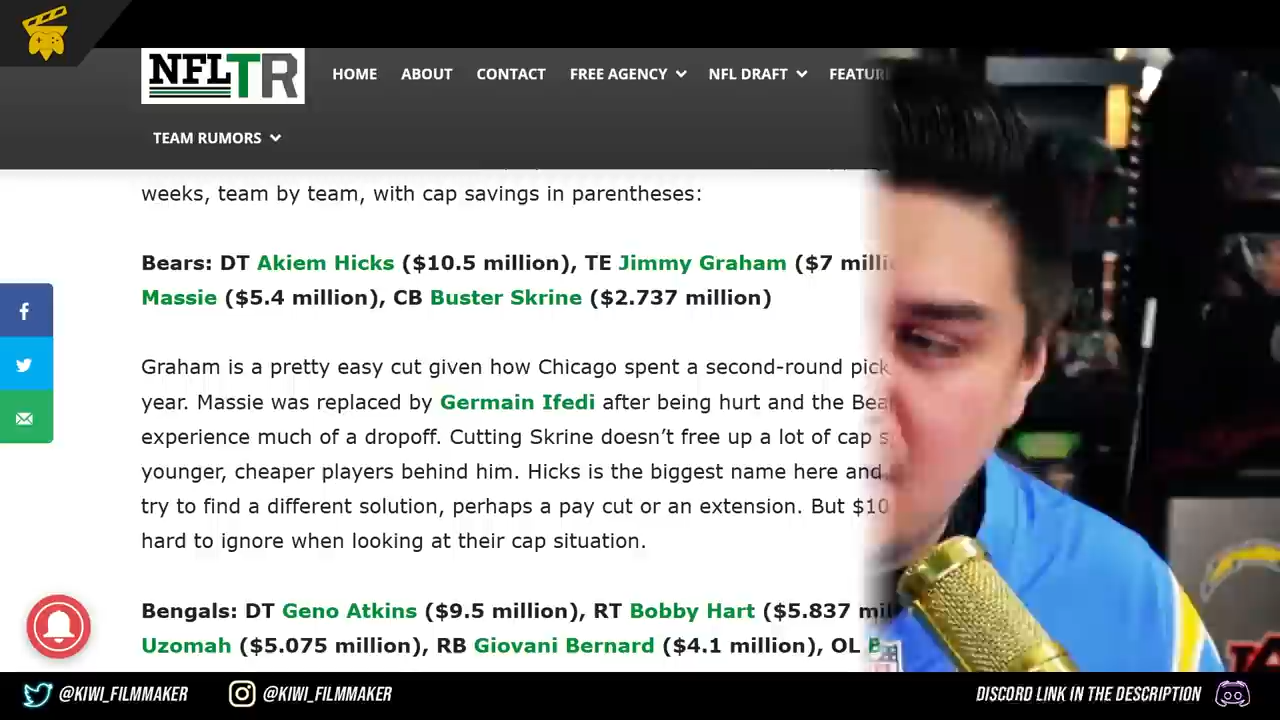 NFLTR
HOME ABOUT CONTACT FREE AGENCY NFL DRAFT
TEAM RUMORS
weeks, team by team, with cap savings in parentheses:
Bears: DT Akiem Hicks ($10.5 million), TE Jimmy Graham ($7
Massie ($5.4 million), CB Buster Skrine ($2.737 million)
Graham is a pretty easy cut given how Chicago spent a second-round pick
year. Massie was replaced by Germain Ifedi after being hurt and the
experience much of a dropoff. Cutting Skrine doesn’t free up a lot of cap
younger, cheaper players behind him. Hicks is the biggest name here and
try to find a different solution, perhaps a pay cut or an extension. But $10
hard to ignore when looking at their cap situation.
Bengals: DT Geno Atkins ($9.5 million), RT Bobby Hart ($5.837
Uzomah ($5.075 million), RB Giovani Bernard ($4.1 million), OL
@KIWI_FILMMAKER @KIWI_FILMMAKER DISCORD LINK IN THE DESCRIPTION